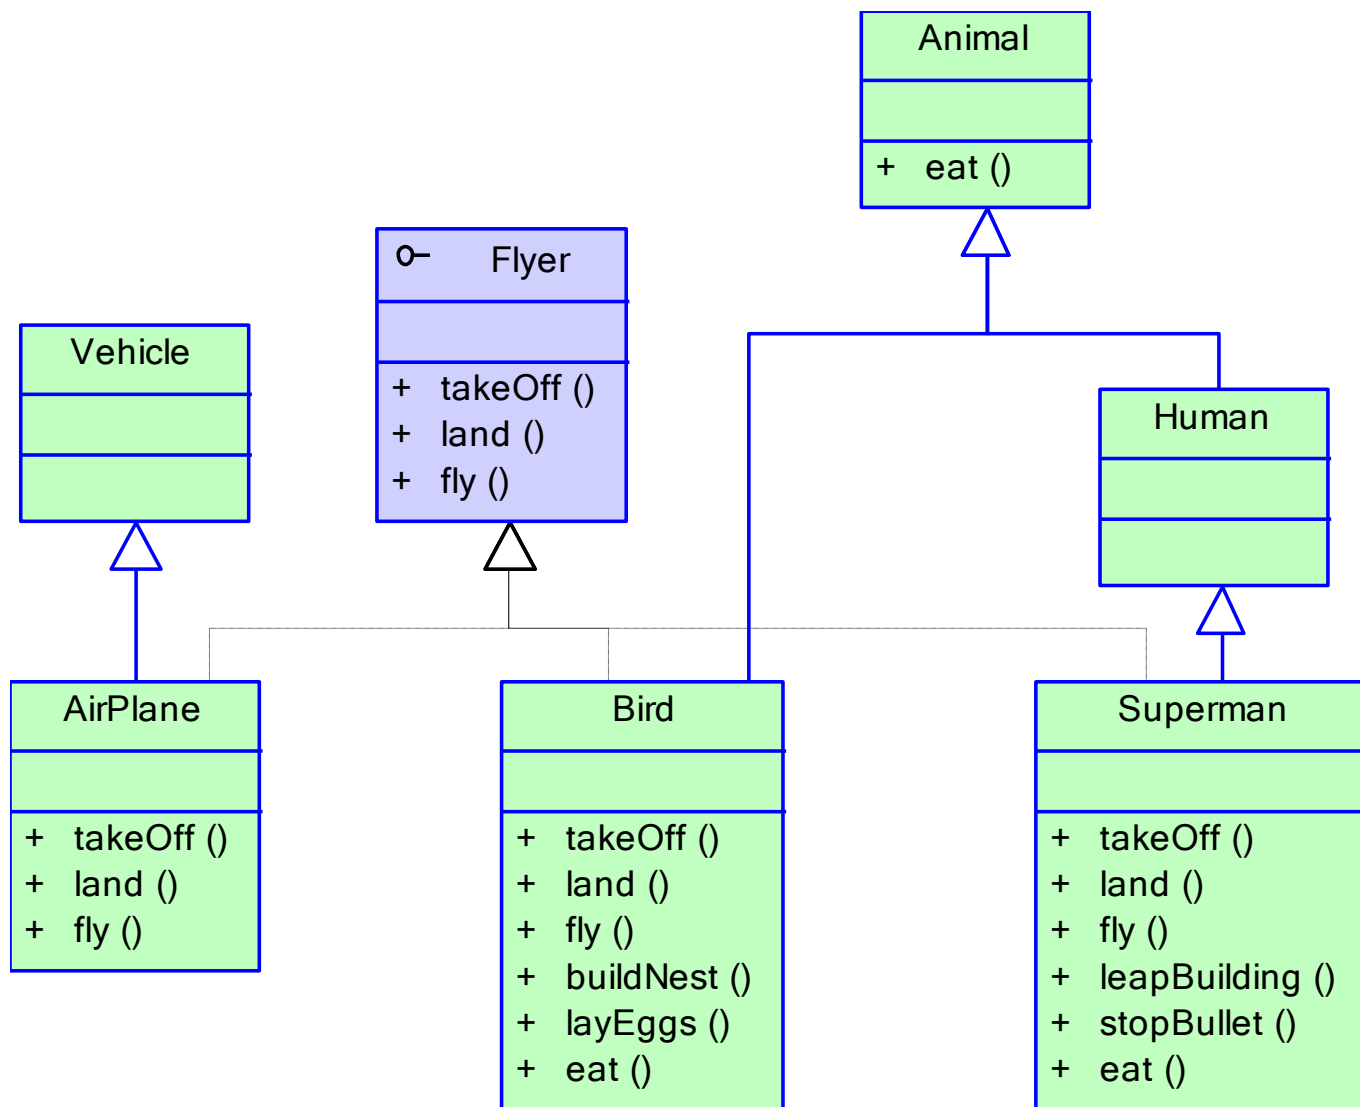 Animal
+ eat ()
Flyer
+ takeOff ()
+ land ()
+ fly ()
Vehicle
Human
AirPlane
+ takeOff ()
+ land ()
+ fly ()
Bird
+ takeOff ()
+ land ()
+ fly ()
+ buildNest ()
+ layEggs ()
+ eat ()
Superman
+ takeOff ()
+ land ()
+ fly ()
+ leapBuilding ()
+ stopBullet ()
+ eat ()